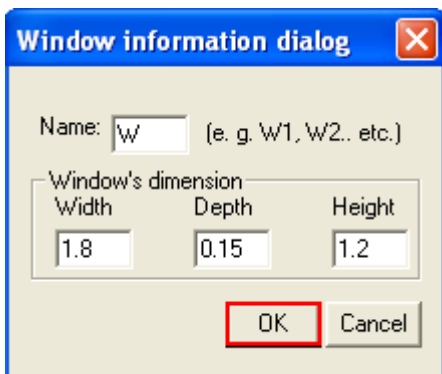 Window information dialog
Name: W (e. g. W1, W2.. etc.)
Window's dimension
Width Depth Height
1.8 0.15 1.2
OK Cancel